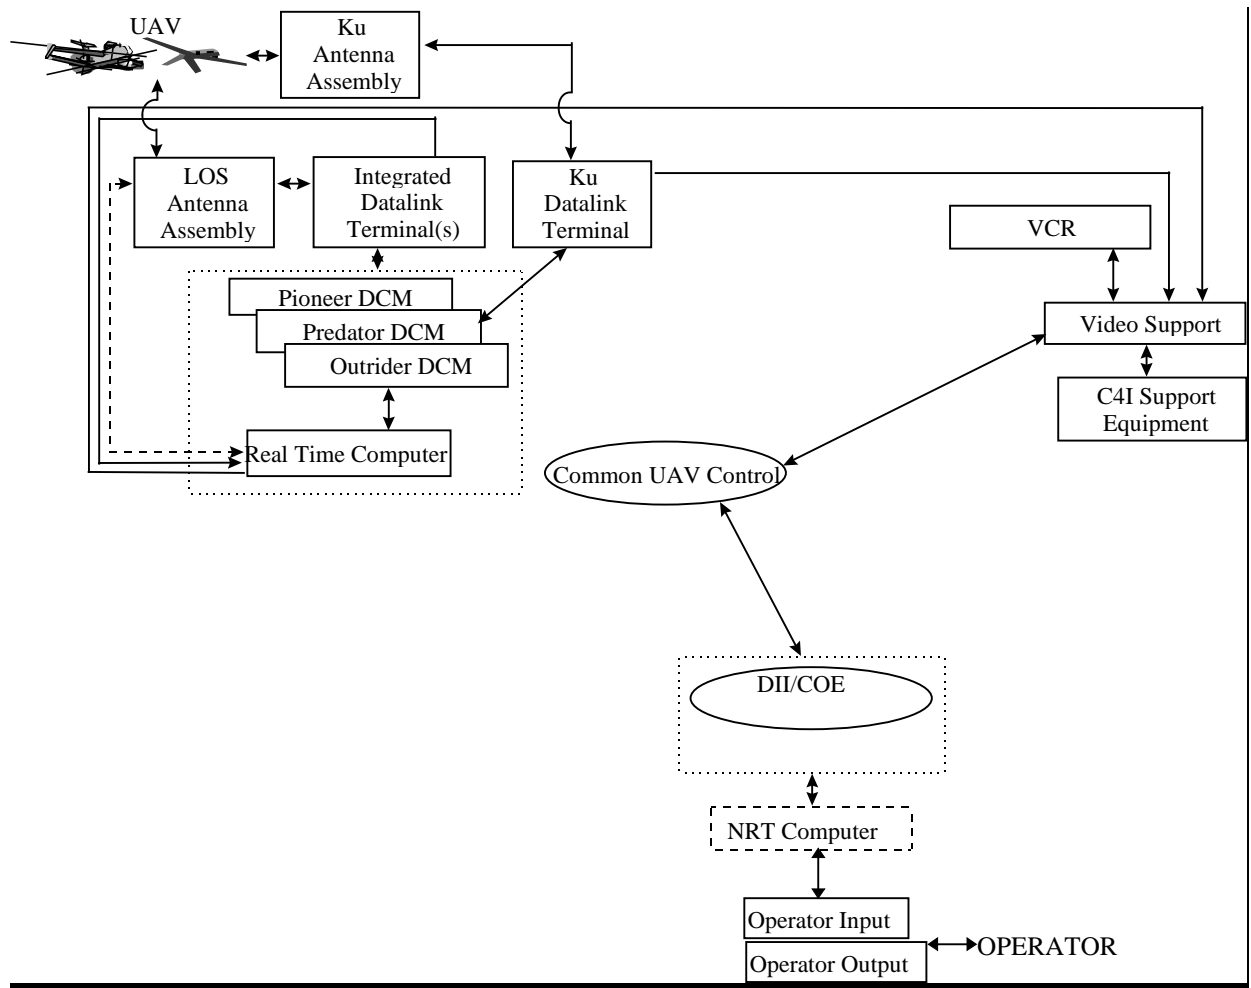 UAV
Ku
Antenna
Assembly
LOS
Antenna
Assembly
Integrated
Datalink
Terminal(s)
Ku
Datalink
Terminal
VCR
Pioneer DCM
Predator DCM
Outrider DCM
Video Support
C4I Support
Equipment
Real Time Computer
Common UAV Control
DII/COE
NRT Computer
Operator Input
OPERATOR
Operator Output